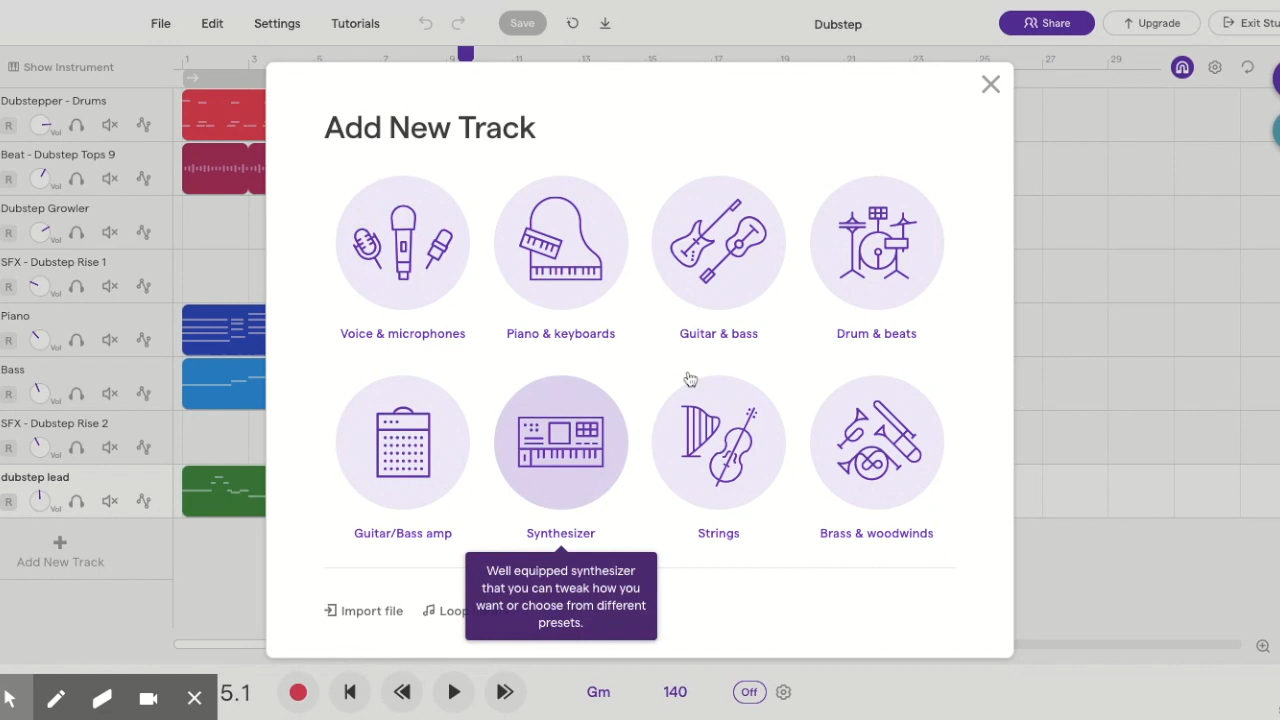 File Edit Settings Tutorials Save Dubstep Share Upgrade Exit Stu
Show Instrument
1 3 5 7 9 11 13 15 17 19 21 23 25 27 29
Dubstepper - Drums
R Vol
Beat - Dubstep Tops 9
R Vol
Dubstep Growler
R Vol
SFX - Dubstep Rise 1
R Vol
Piano
R Vol
Bass
R Vol
SFX - Dubstep Rise 2
R Vol
dubstep lead
R Vol
Add New Track
Add New Track
Voice & microphones Piano & keyboards Guitar & bass Drum & beats
Guitar/Bass amp Synthesizer Strings Brass & woodwinds
Well equipped synthesizer
that you can tweak how you
want or choose from different
presets.
Import file Loop
5.1 Gm 140 Off